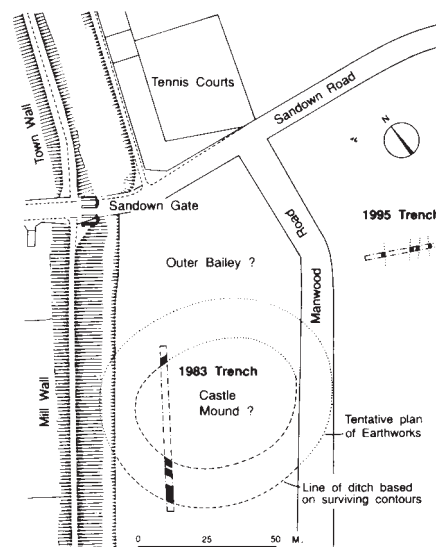 Tennis Courts
Sandown Road
Town Wall
N
Sandown Gate
1995 Trench
Road
Outer Bailey ?
Manwood
1983 Trench
Castle
Mound ?
Mill Wall
Tentative plan
of Earthworks
Line of ditch based
on surviving contours
0 25 50 M.